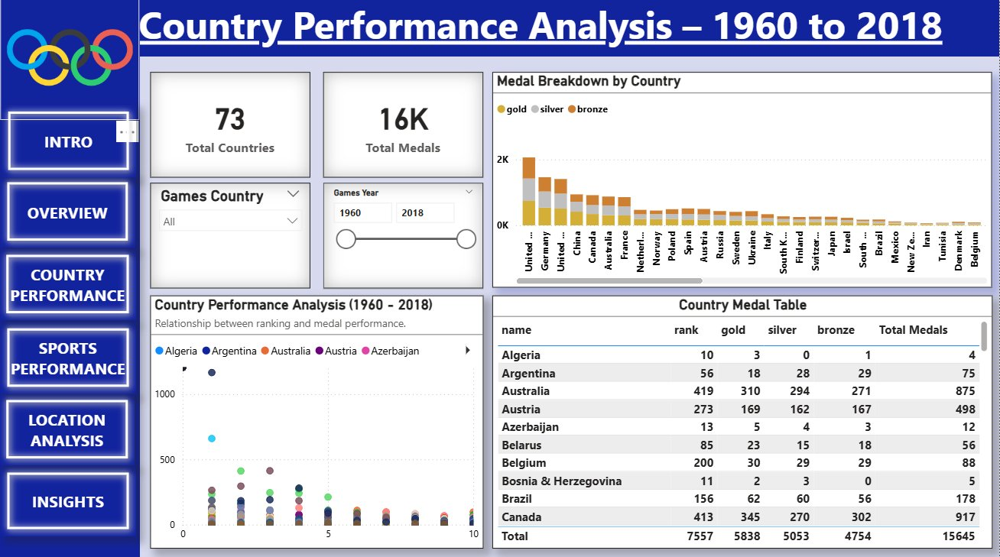 Country Performance Analysis – 1960 to 2018
INTRO
OVERVIEW
COUNTRY
PERFORMANCE
SPORTS
PERFORMANCE
LOCATION
ANALYSIS
INSIGHTS
73
Total Countries
16K
Total Medals
Games Country
All
Games Year
1960 2018
Medal Breakdown by Country
gold silver bronze
2K
0K
United ... Germany United ... China Canada Australia France Netherl... Norway Poland Spain Austria Russia Sweden Ukraine Italy South K... Finland Switzer... Japan Israel South ... Brazil Mexico New Ze... Iran Tunisia Denmark Belgium
Country Performance Analysis (1960 - 2018)
Relationship between ranking and medal performance.
Algeria Argentina Australia Austria Azerbaijan
1000
500
0
0 5 10
Country Medal Table
name rank gold silver bronze Total Medals
Algeria 10 3 0 1 4
Argentina 56 18 28 29 75
Australia 419 310 294 271 875
Austria 273 169 162 167 498
Azerbaijan 13 5 4 3 12
Belarus 85 23 15 18 56
Belgium 200 30 29 29 88
Bosnia & Herzegovina 11 2 3 0 5
Brazil 156 62 60 56 178
Canada 413 345 270 302 917
Total 7557 5838 5053 4754 15645